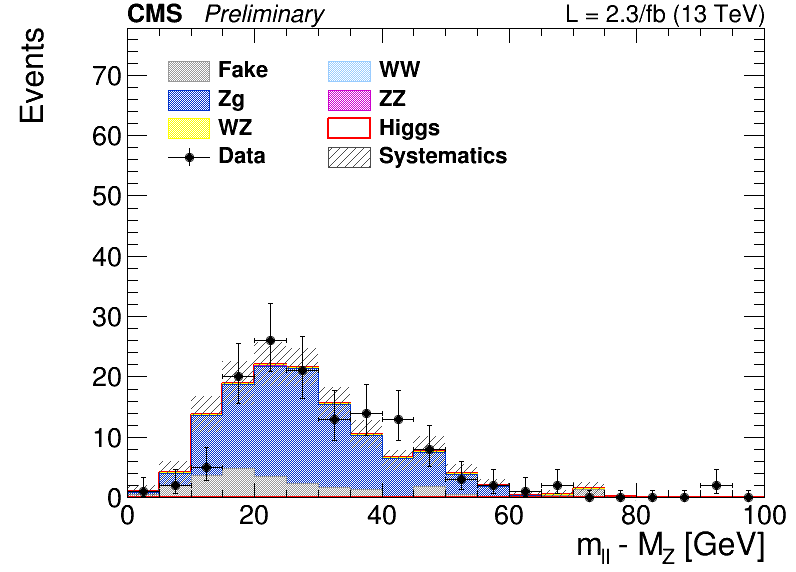 CMS Preliminary L = 2.3/fb (13 TeV)
Events
70
60
50
40
30
20
10
0
Fake WW
Zg ZZ
WZ Higgs
Data Systematics
0 20 40 60 80 100
m_ll - M_Z [GeV]